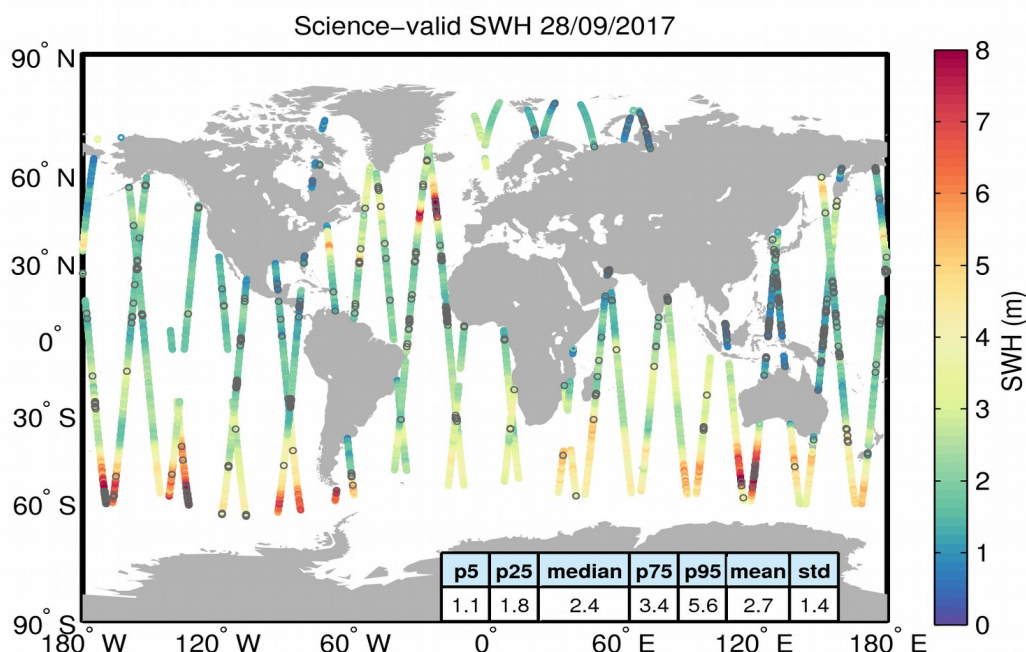 Science–valid SWH 28/09/2017
90° N
60° N
30° N
0°
30° S
60° S
90° S
180° W
120° W
60° W
0°
60° E
120° E
180° E
p5 p25 median p75 p95 mean std
1.1 1.8 2.4 3.4 5.6 2.7 1.4
8
7
6
5
4
3
2
1
0
SWH (m)